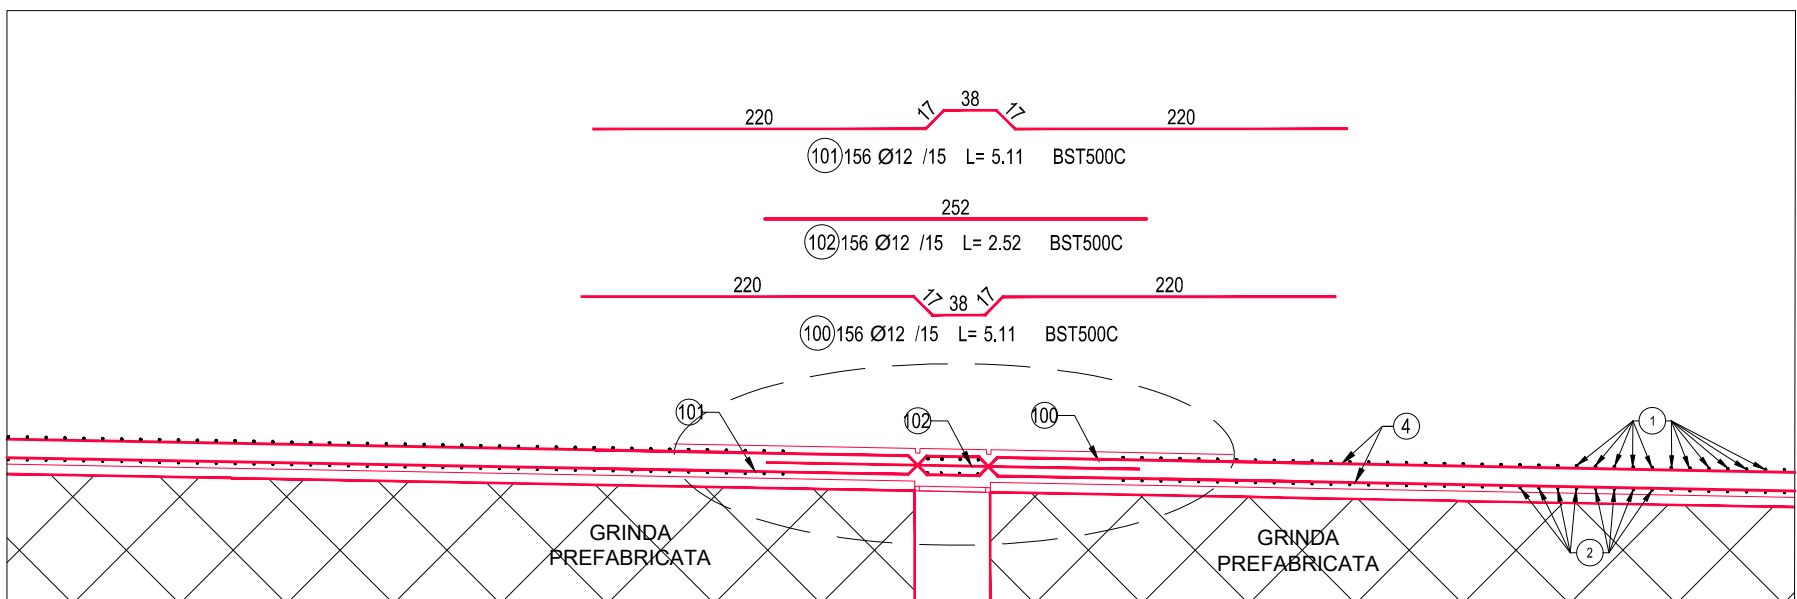 220 17 38 17 220
101 156 Ø12 /15 L= 5.11 BST500C
252
102 156 Ø12 /15 L= 2.52 BST500C
220 17 38 17 220
100 156 Ø12 /15 L= 5.11 BST500C
101
102
100
4
1
GRINDA
PREFABRICATA
GRINDA
PREFABRICATA
2